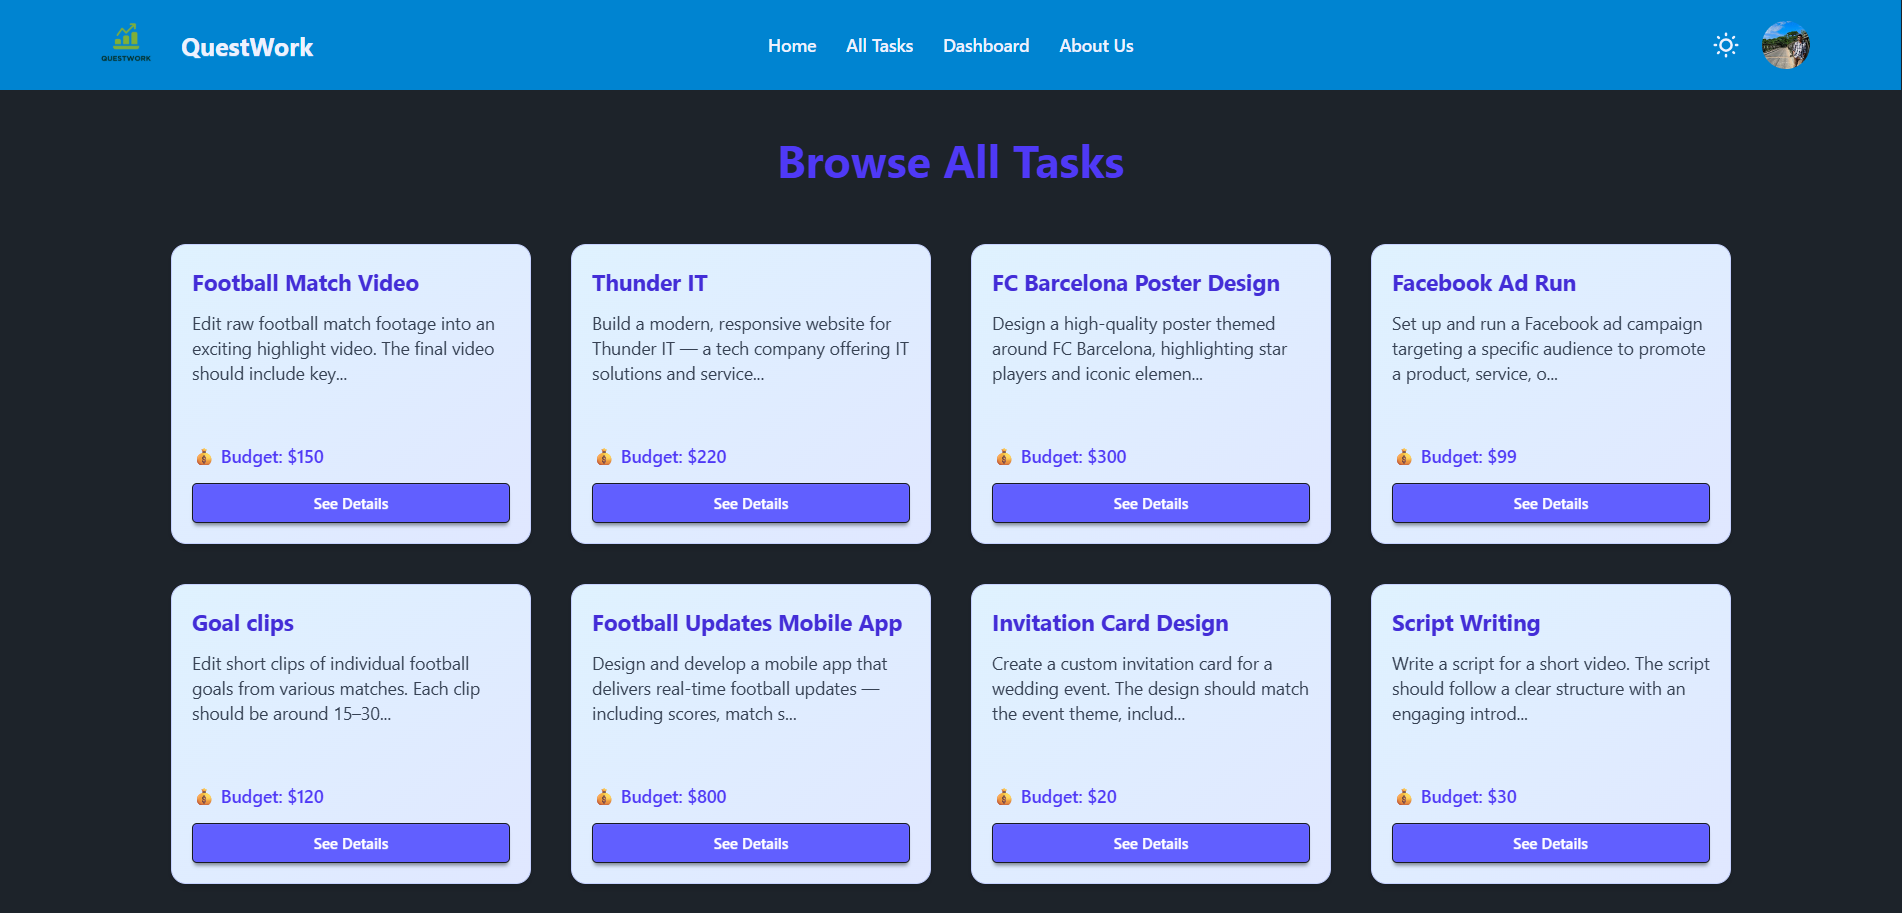 QUESTWORK
QuestWork
Home
All Tasks
Dashboard
About Us
Browse All Tasks
Football Match Video
Edit raw football match footage into an
exciting highlight video. The final video
should include key...
Budget: $150
See Details
Thunder IT
Build a modern, responsive website for
Thunder IT — a tech company offering IT
solutions and service...
Budget: $220
See Details
FC Barcelona Poster Design
Design a high-quality poster themed
around FC Barcelona, highlighting star
players and iconic elemen...
Budget: $300
See Details
Facebook Ad Run
Set up and run a Facebook ad campaign
targeting a specific audience to promote
a product, service, o...
Budget: $99
See Details
Goal clips
Edit short clips of individual football
goals from various matches. Each clip
should be around 15–30...
Budget: $120
See Details
Football Updates Mobile App
Design and develop a mobile app that
delivers real-time football updates —
including scores, match s...
Budget: $800
See Details
Invitation Card Design
Create a custom invitation card for a
wedding event. The design should match
the event theme, includ...
Budget: $20
See Details
Script Writing
Write a script for a short video. The script
should follow a clear structure with an
engaging introd...
Budget: $30
See Details